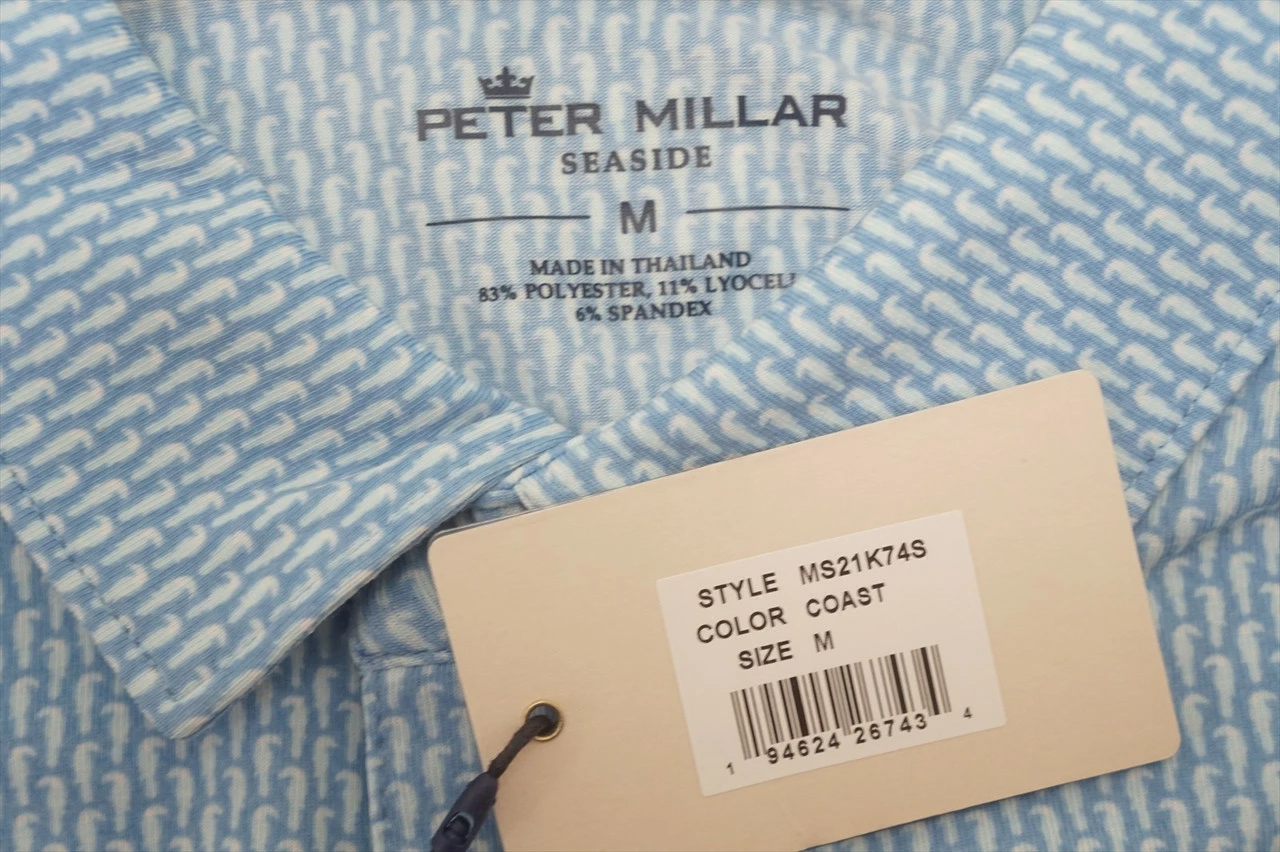 PETER MILLAR
SEASIDE
M
MADE IN THAILAND
83% POLYESTER, 11% LYOCELL
6% SPANDEX
STYLE MS21K74S
COLOR COAST
SIZE M
1 94624 26743 4